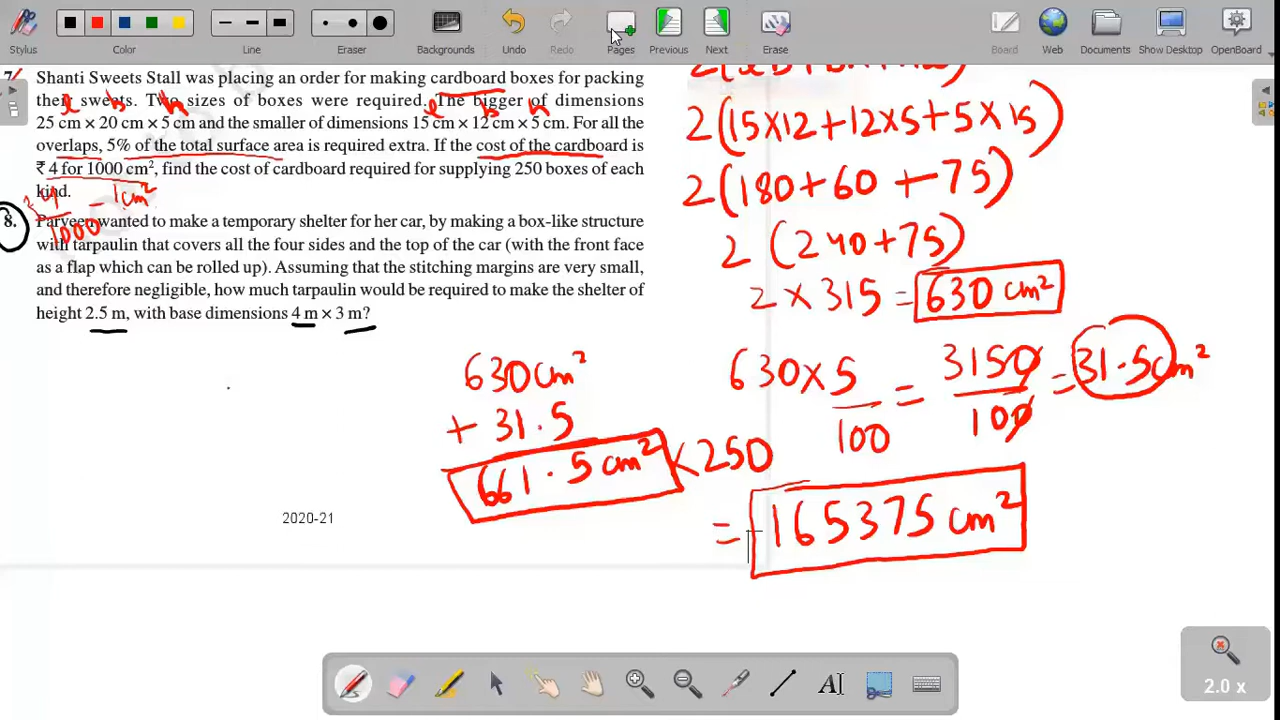 Stylus
Color
Line
Eraser
Backgrounds
Undo
Redo
Pages
Previous
Next
Erase
Board
Web
Documents
Show Desktop
OpenBoard
7
Shanti Sweets Stall was placing an order for making cardboard boxes for packing
their sweets. Two sizes of boxes were required. The bigger of dimensions
l b h l b h
25 cm × 20 cm × 5 cm and the smaller of dimensions 15 cm × 12 cm × 5 cm. For all the
overlaps, 5% of the total surface area is required extra. If the cost of the cardboard is
₹ 4 for 1000 cm², find the cost of cardboard required for supplying 250 boxes of each
kind.
4/1000 - 1cm²
8. Parveen wanted to make a temporary shelter for her car, by making a box-like structure
with tarpaulin that covers all the four sides and the top of the car (with the front face
as a flap which can be rolled up). Assuming that the stitching margins are very small,
and therefore negligible, how much tarpaulin would be required to make the shelter of
height 2.5 m, with base dimensions 4 m × 3 m?
2(15×12+12×5+5×15)
2(180+60+75)
2(240+75)
2×315 = 630 cm²
630×5/100 = 3150/100 = 31.5cm²
630cm²
+ 31.5
661.5 cm² ×250
= 165375 cm²
2020-21
2.0 x